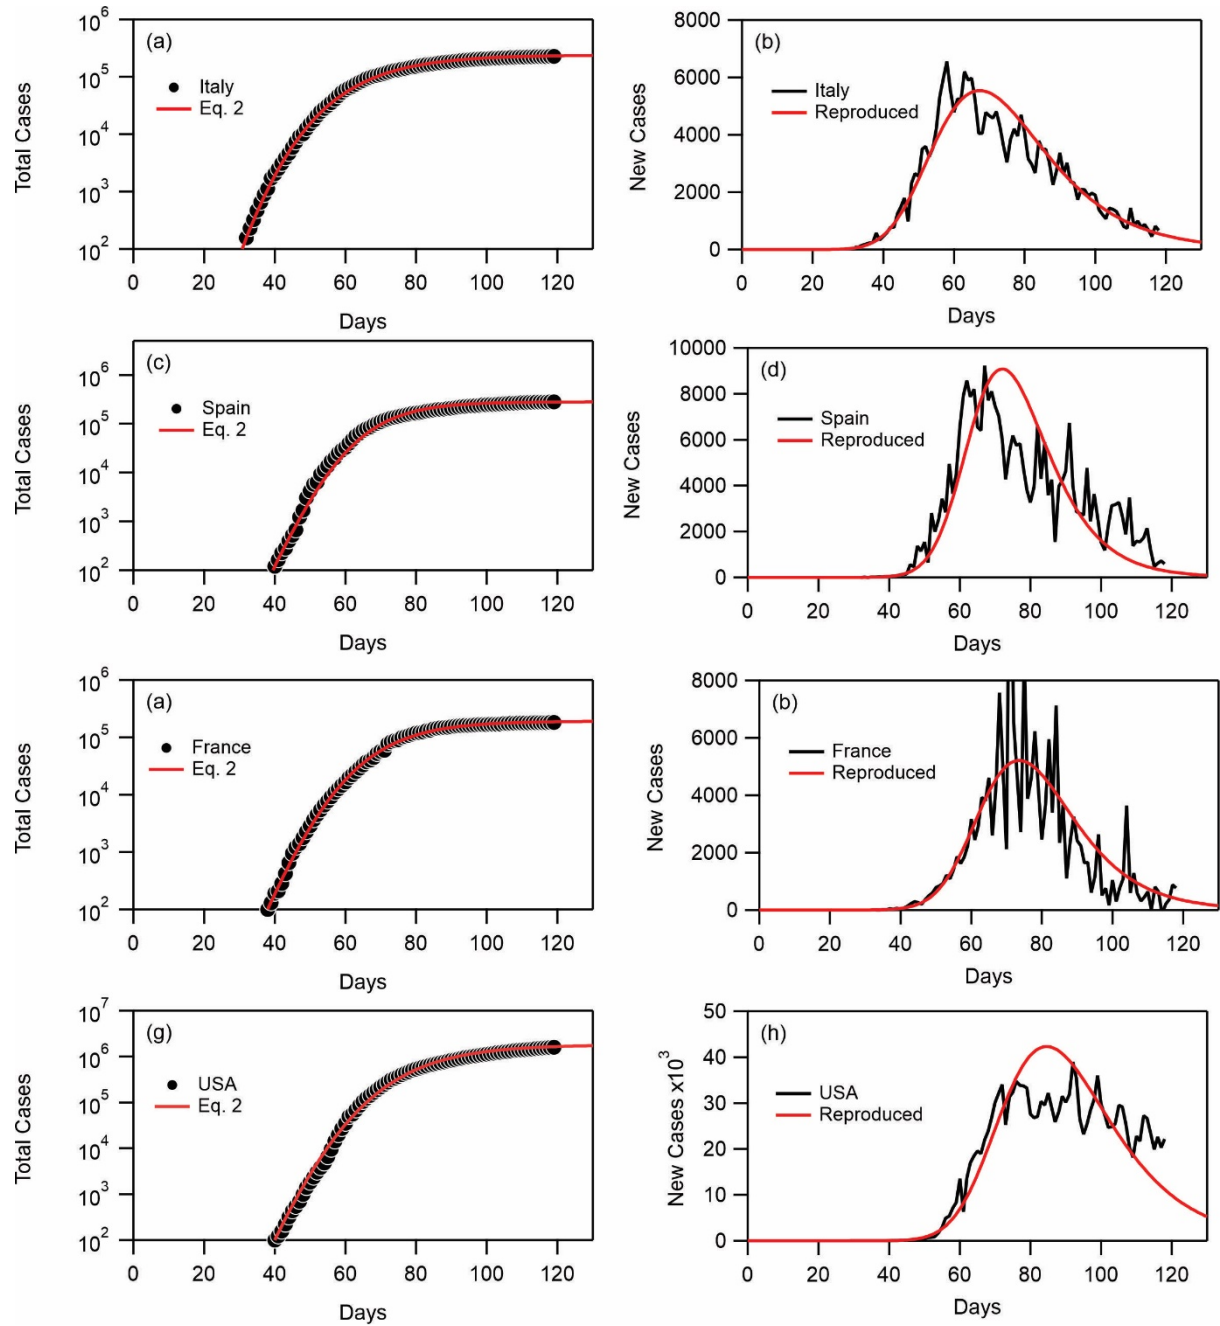 (a)
Italy
Eq. 2
Total Cases
10^6
10^5
10^4
10^3
10^2
0 20 40 60 80 100 120
Days
(b)
Italy
Reproduced
New Cases
8000
6000
4000
2000
0
0 20 40 60 80 100 120
Days
(c)
Spain
Eq. 2
Total Cases
10^6
10^5
10^4
10^3
10^2
0 20 40 60 80 100 120
Days
(d)
Spain
Reproduced
New Cases
10000
8000
6000
4000
2000
0
0 20 40 60 80 100 120
Days
(a)
France
Eq. 2
Total Cases
10^6
10^5
10^4
10^3
10^2
0 20 40 60 80 100 120
Days
(b)
France
Reproduced
New Cases
8000
6000
4000
2000
0
0 20 40 60 80 100 120
Days
(g)
USA
Eq. 2
Total Cases
10^7
10^6
10^5
10^4
10^3
10^2
0 20 40 60 80 100 120
Days
(h)
USA
Reproduced
New Cases x10^3
50
40
30
20
10
0
0 20 40 60 80 100 120
Days